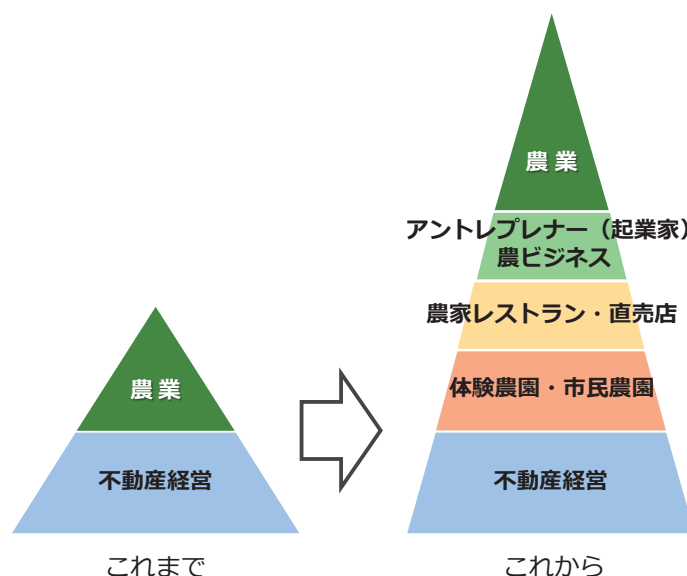 農業
不動産経営
これまで
農業
アントレプレナー（起業家）
農ビジネス
農家レストラン・直売店
体験農園・市民農園
不動産経営
これから